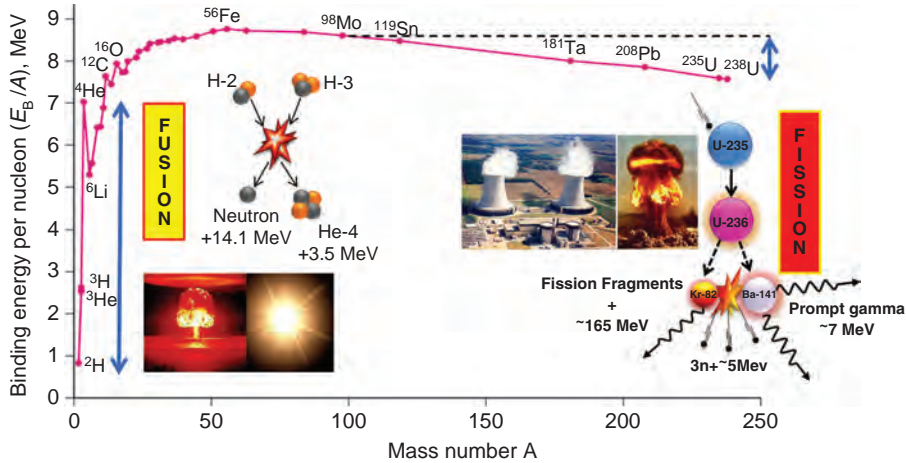 Binding energy per nucleon (E_B/A), MeV
9
8
7
6
5
4
3
2
1
0
0
50
100
150
200
250
Mass number A
⁵⁶Fe
⁹⁸Mo
¹¹⁹Sn
¹⁸¹Ta
²⁰⁸Pb
²³⁵U
²³⁸U
¹⁶O
¹²C
⁴He
⁶Li
³H
³He
²H
FUSION
H-2
H-3
Neutron
+14.1 MeV
He-4
+3.5 MeV
FISSION
U-235
U-236
Kr-82
Ba-141
Fission Fragments
+
~165 MeV
Prompt gamma
~7 MeV
3n+~5Mev